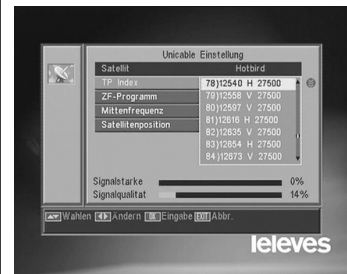 Unicable Einstellung
Satellit Hotbird
TP Index 78)12540 H 27500
ZF-Programm 79)12558 V 27500
Mittenfrequenz 80)12597 V 27500
Satellitenposition 81)12616 H 27500
82)12635 V 27500
83)12654 H 27500
84)12673 V 27500
Signalstarke 0%
Signalqualitat 14%
Wahlen Ändern OK Eingabe EXIT Abbr.
televes